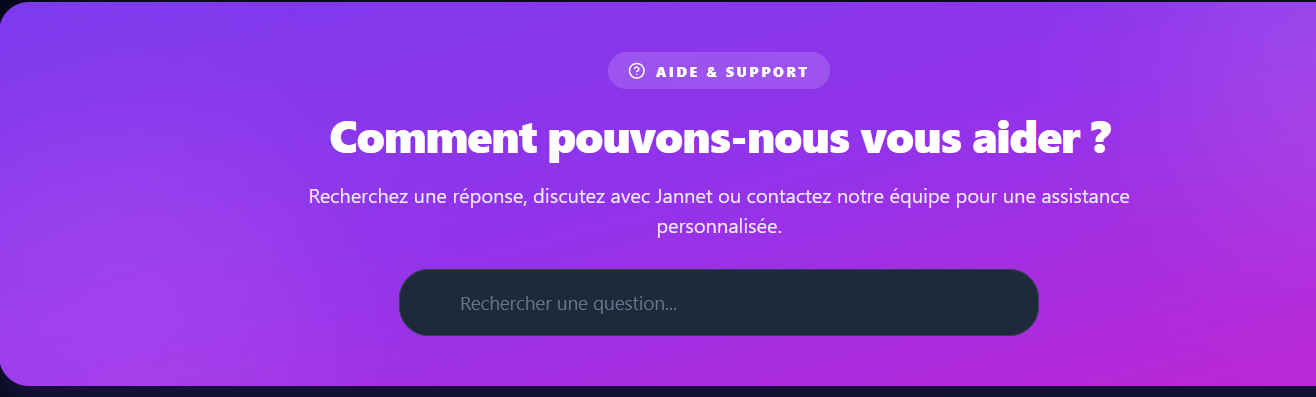 AIDE & SUPPORT
Comment pouvons-nous vous aider ?
Recherchez une réponse, discutez avec Jannet ou contactez notre équipe pour une assistance
personnalisée.
Rechercher une question...